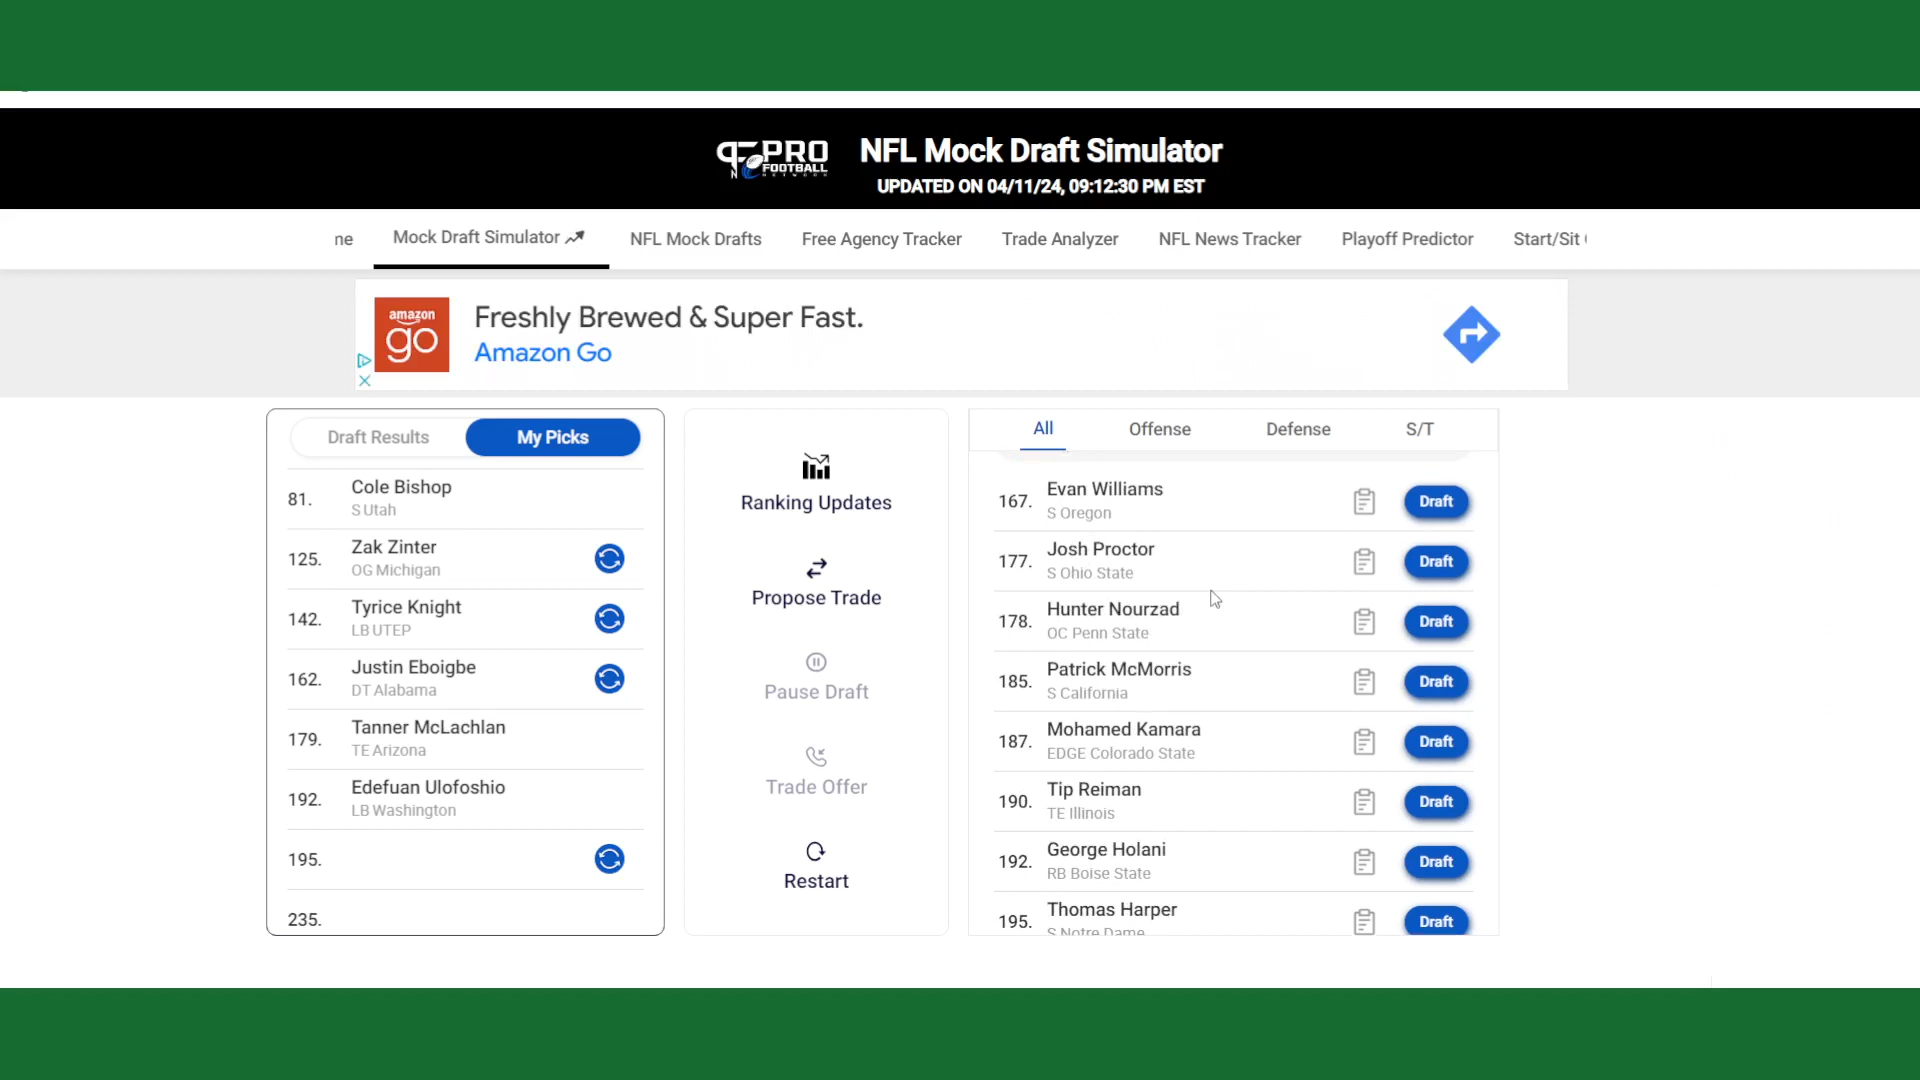 PRO
FOOTBALL
NETWORK
NFL Mock Draft Simulator
UPDATED ON 04/11/24, 09:12:30 PM EST
ne
Mock Draft Simulator
NFL Mock Drafts
Free Agency Tracker
Trade Analyzer
NFL News Tracker
Playoff Predictor
Start/Sit
amazon
go
Freshly Brewed & Super Fast.
Amazon Go
Draft Results
My Picks
81.
Cole Bishop
S Utah
125.
Zak Zinter
OG Michigan
142.
Tyrice Knight
LB UTEP
162.
Justin Eboigbe
DT Alabama
179.
Tanner McLachlan
TE Arizona
192.
Edefuan Ulofoshio
LB Washington
195.
235.
Ranking Updates
Propose Trade
Pause Draft
Trade Offer
Restart
All
Offense
Defense
S/T
167.
Evan Williams
S Oregon
Draft
177.
Josh Proctor
S Ohio State
Draft
178.
Hunter Nourzad
OC Penn State
Draft
185.
Patrick McMorris
S California
Draft
187.
Mohamed Kamara
EDGE Colorado State
Draft
190.
Tip Reiman
TE Illinois
Draft
192.
George Holani
RB Boise State
Draft
195.
Thomas Harper
S Notre Dame
Draft